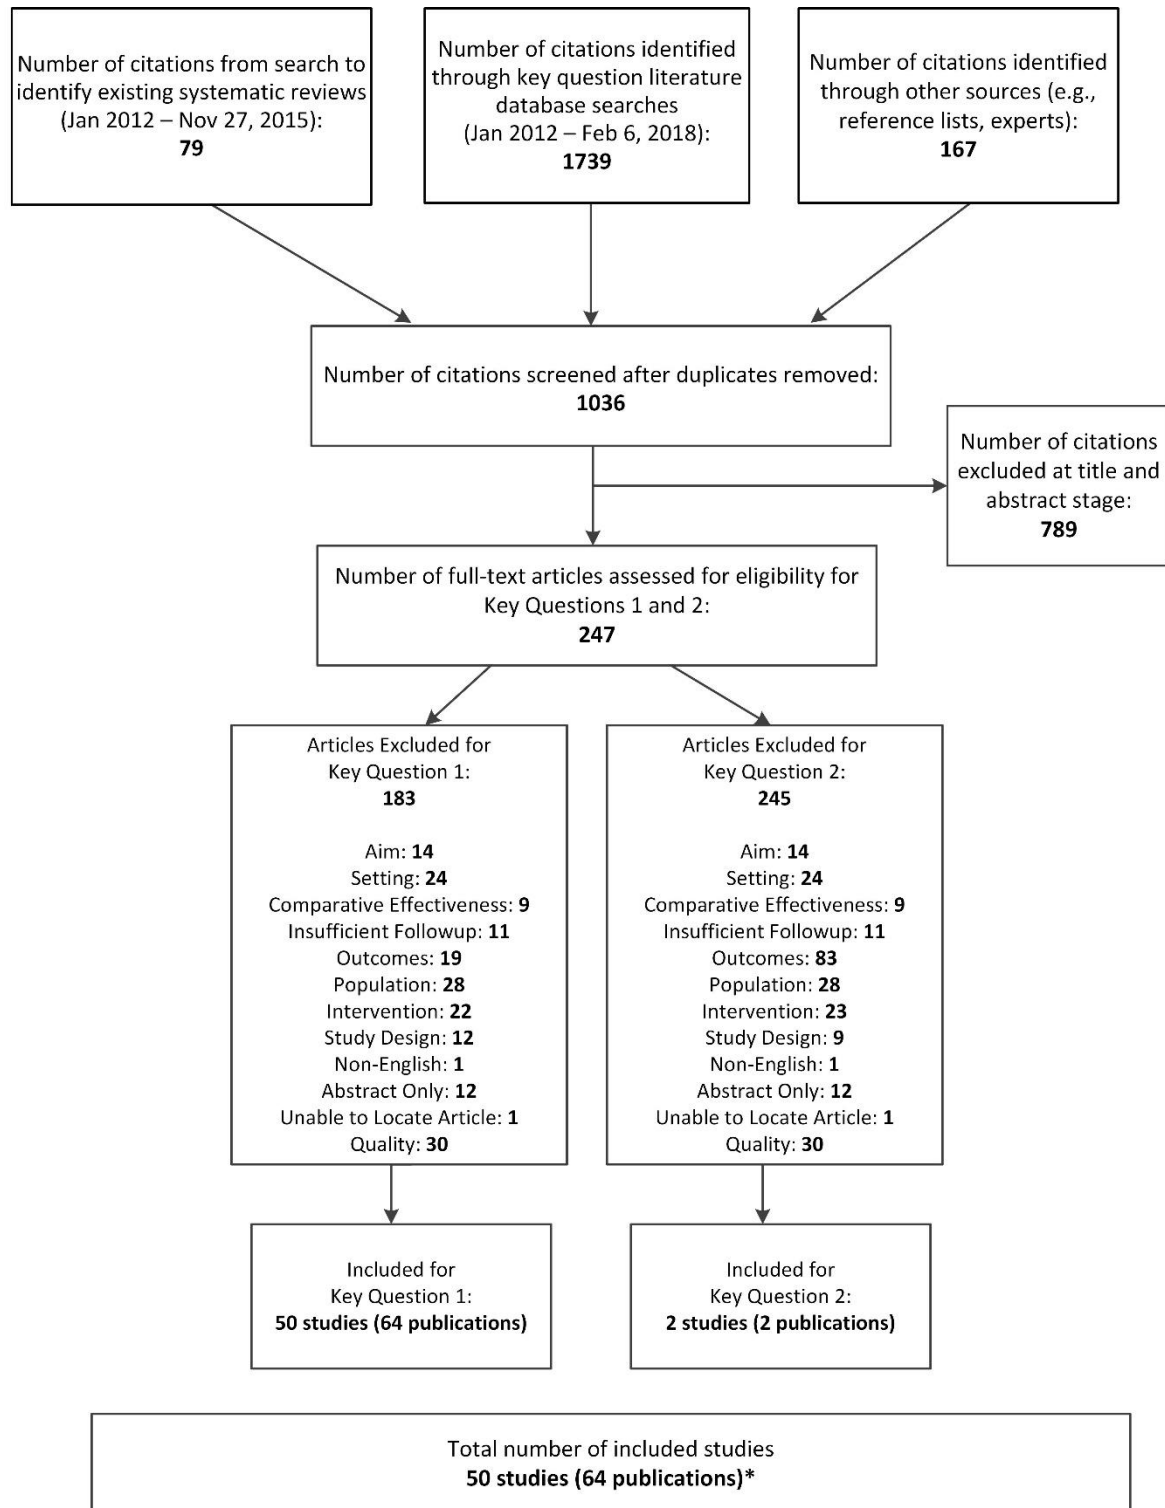 Number of citations from search to
identify existing systematic reviews
(Jan 2012 – Nov 27, 2015):
79
Number of citations identified
through key question literature
database searches
(Jan 2012 – Feb 6, 2018):
1739
Number of citations identified
through other sources (e.g.,
reference lists, experts):
167
Number of citations screened after duplicates removed:
1036
Number of citations
excluded at title and
abstract stage:
789
Number of full-text articles assessed for eligibility for
Key Questions 1 and 2:
247
Articles Excluded for
Key Question 1:
183
Aim: 14
Setting: 24
Comparative Effectiveness: 9
Insufficient Followup: 11
Outcomes: 19
Population: 28
Intervention: 22
Study Design: 12
Non-English: 1
Abstract Only: 12
Unable to Locate Article: 1
Quality: 30
Articles Excluded for
Key Question 2:
245
Aim: 14
Setting: 24
Comparative Effectiveness: 9
Insufficient Followup: 11
Outcomes: 83
Population: 28
Intervention: 23
Study Design: 9
Non-English: 1
Abstract Only: 12
Unable to Locate Article: 1
Quality: 30
Included for
Key Question 1:
50 studies (64 publications)
Included for
Key Question 2:
2 studies (2 publications)
Total number of included studies
50 studies (64 publications)*